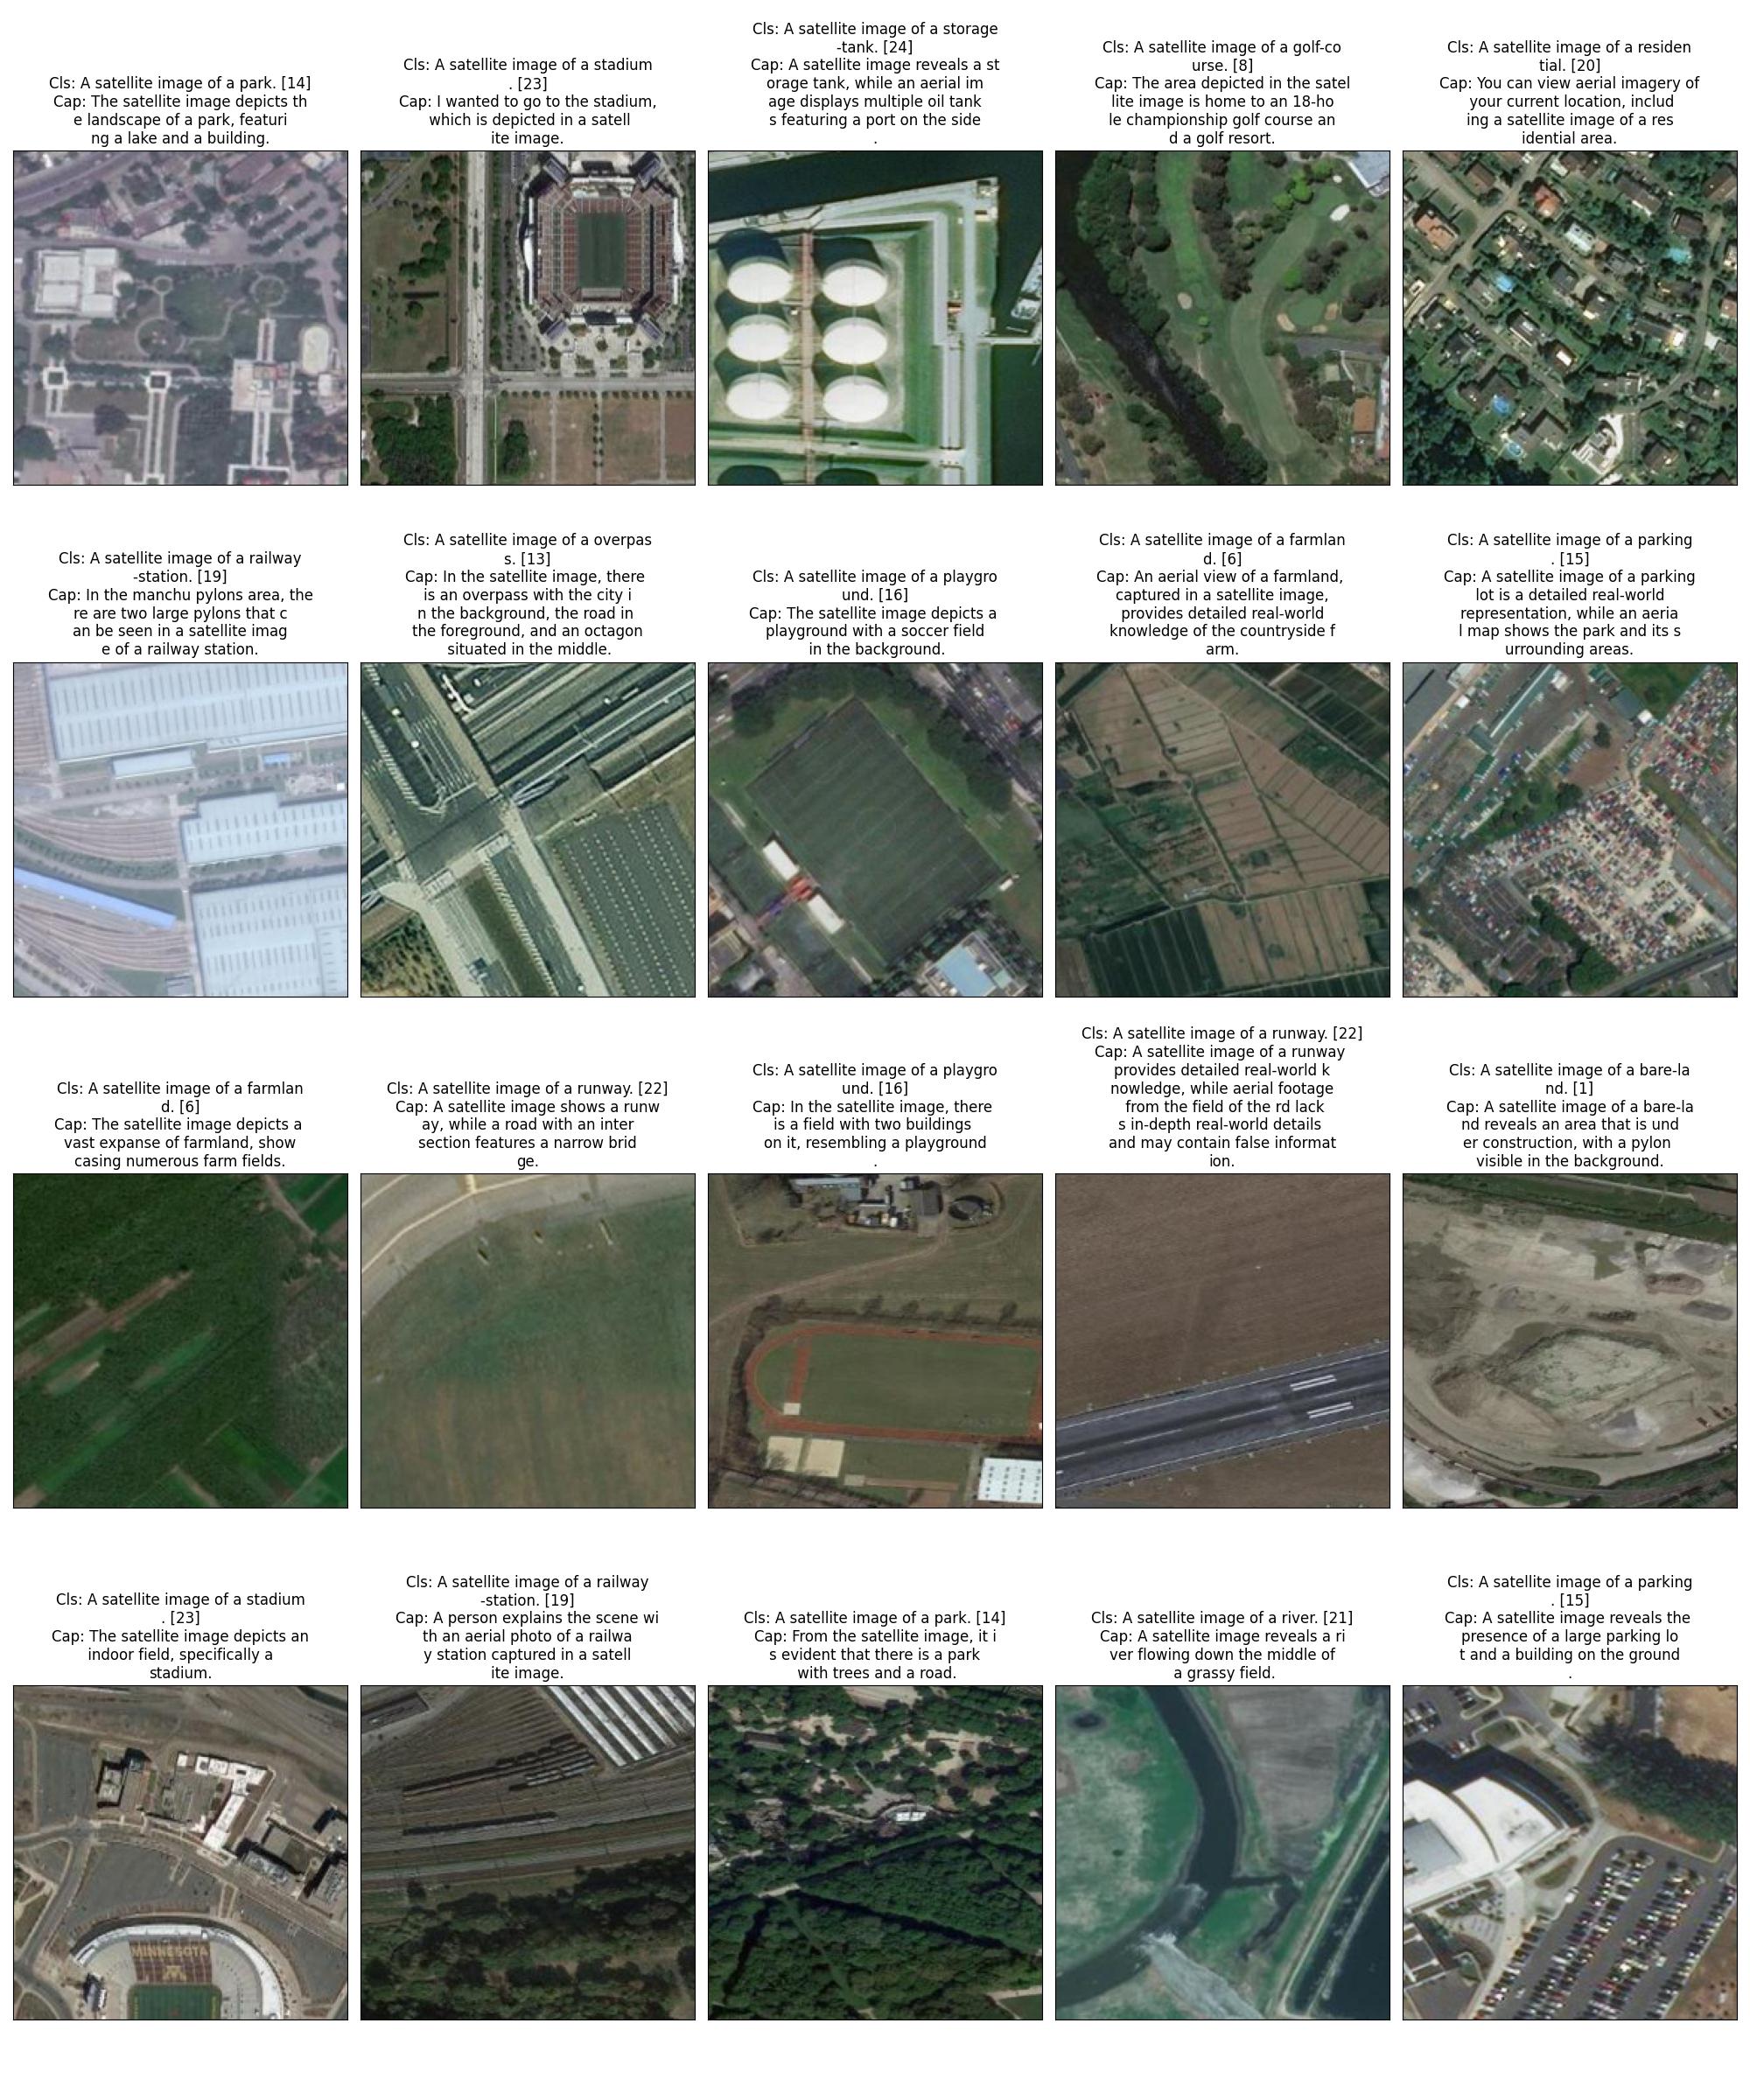 Cls: A satellite image of a park. [14]
Cap: The satellite image depicts th
e landscape of a park, featuri
ng a lake and a building.
Cls: A satellite image of a stadium
. [23]
Cap: I wanted to go to the stadium,
which is depicted in a satell
ite image.
Cls: A satellite image of a storage
-tank. [24]
Cap: A satellite image reveals a st
orage tank, while an aerial im
age displays multiple oil tank
s featuring a port on the side
.
Cls: A satellite image of a golf-co
urse. [8]
Cap: The area depicted in the satel
lite image is home to an 18-ho
le championship golf course an
d a golf resort.
Cls: A satellite image of a residen
tial. [20]
Cap: You can view aerial imagery of
your current location, includ
ing a satellite image of a res
idential area.
Cls: A satellite image of a railway
-station. [19]
Cap: In the manchu pylons area, the
re are two large pylons that c
an be seen in a satellite imag
e of a railway station.
Cls: A satellite image of a overpas
s. [13]
Cap: In the satellite image, there
is an overpass with the city i
n the background, the road in
the foreground, and an octagon
situated in the middle.
Cls: A satellite image of a playgro
und. [16]
Cap: The satellite image depicts a
playground with a soccer field
in the background.
Cls: A satellite image of a farmlan
d. [6]
Cap: An aerial view of a farmland,
captured in a satellite image,
provides detailed real-world
knowledge of the countryside f
arm.
Cls: A satellite image of a parking
. [15]
Cap: A satellite image of a parking
lot is a detailed real-world
representation, while an aeria
l map shows the park and its s
urrounding areas.
Cls: A satellite image of a farmlan
d. [6]
Cap: The satellite image depicts a
vast expanse of farmland, show
casing numerous farm fields.
Cls: A satellite image of a runway. [22]
Cap: A satellite image shows a runw
ay, while a road with an inter
section features a narrow brid
ge.
Cls: A satellite image of a playgro
und. [16]
Cap: In the satellite image, there
is a field with two buildings
on it, resembling a playground
.
Cls: A satellite image of a runway. [22]
Cap: A satellite image of a runway
provides detailed real-world k
nowledge, while aerial footage
from the field of the rd lack
s in-depth real-world details
and may contain false informat
ion.
Cls: A satellite image of a bare-la
nd. [1]
Cap: A satellite image of a bare-la
nd reveals an area that is und
er construction, with a pylon
visible in the background.
Cls: A satellite image of a stadium
. [23]
Cap: The satellite image depicts an
indoor field, specifically a
stadium.
Cls: A satellite image of a railway
-station. [19]
Cap: A person explains the scene wi
th an aerial photo of a railwa
y station captured in a satell
ite image.
Cls: A satellite image of a park. [14]
Cap: From the satellite image, it i
s evident that there is a park
with trees and a road.
Cls: A satellite image of a river. [21]
Cap: A satellite image reveals a ri
ver flowing down the middle of
a grassy field.
Cls: A satellite image of a parking
. [15]
Cap: A satellite image reveals the
presence of a large parking lo
t and a building on the ground
.
MINNESOTA